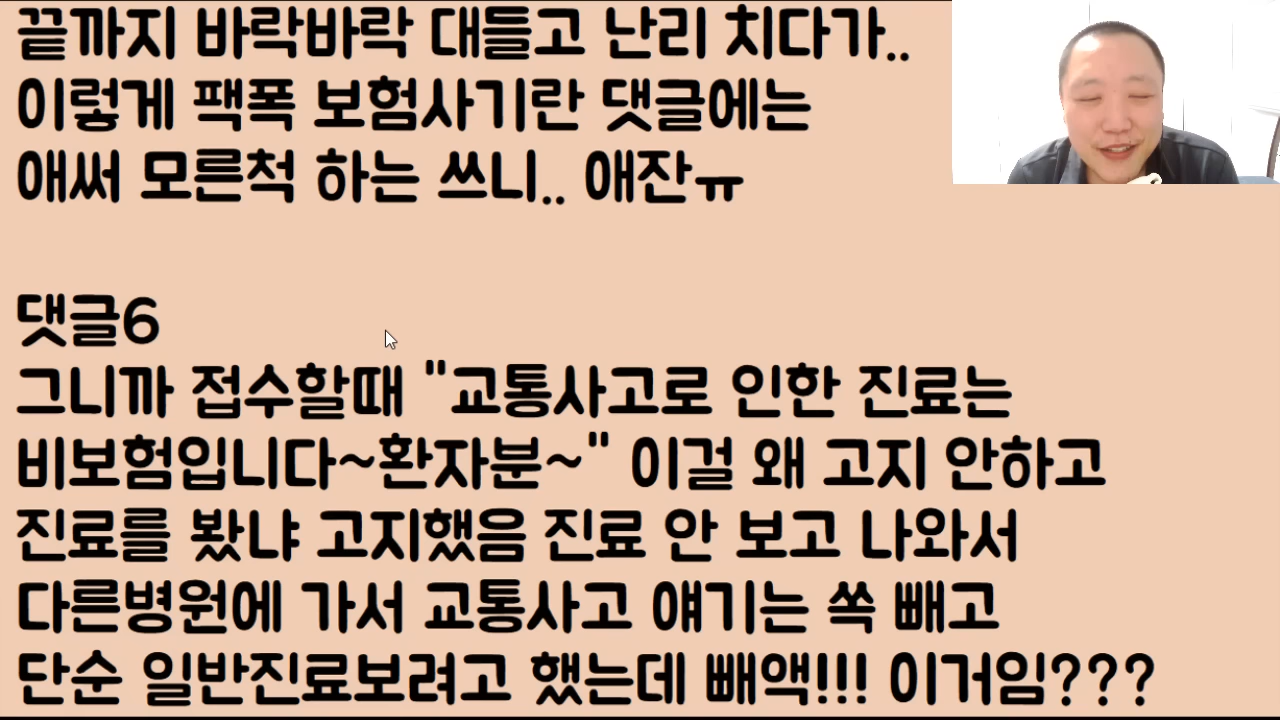 끝까지 바락바락 대들고 난리 치다가..
이렇게 팩폭 보험사기란 댓글에는
애써 모른척 하는 쓰니.. 애잔ㅠ
댓글6
그니까 접수할때 "교통사고로 인한 진료는
비보험입니다~환자분~" 이걸 왜 고지 안하고
진료를 봤냐 고지했음 진료 안 보고 나와서
다른병원에 가서 교통사고 얘기는 쏙 빼고
단순 일반진료보려고 했는데 빼액!!! 이거임???